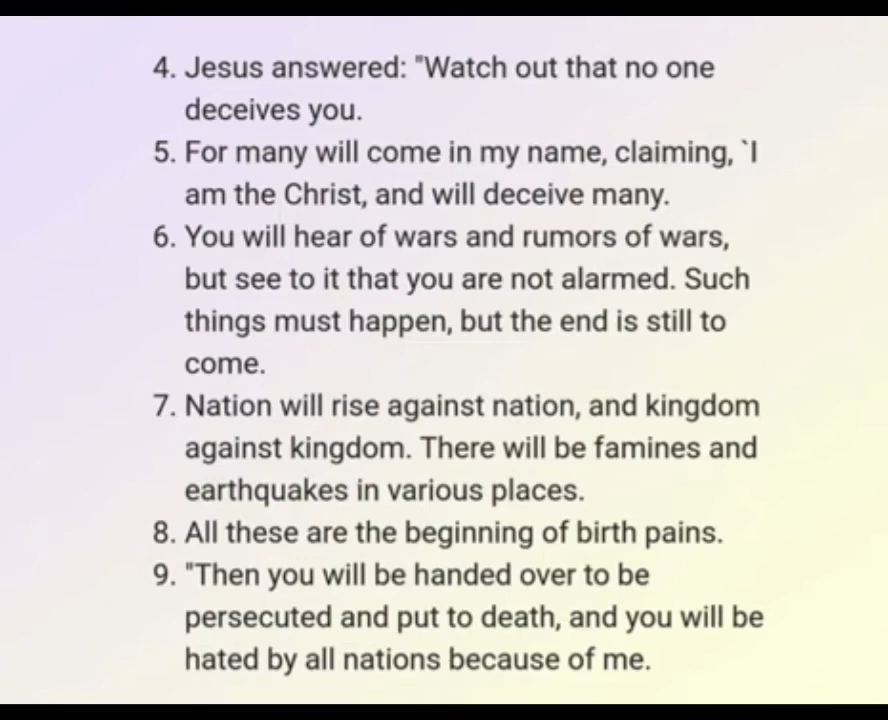 4. Jesus answered: "Watch out that no one
deceives you.
5. For many will come in my name, claiming, `I
am the Christ, and will deceive many.
6. You will hear of wars and rumors of wars,
but see to it that you are not alarmed. Such
things must happen, but the end is still to
come.
7. Nation will rise against nation, and kingdom
against kingdom. There will be famines and
earthquakes in various places.
8. All these are the beginning of birth pains.
9. "Then you will be handed over to be
persecuted and put to death, and you will be
hated by all nations because of me.